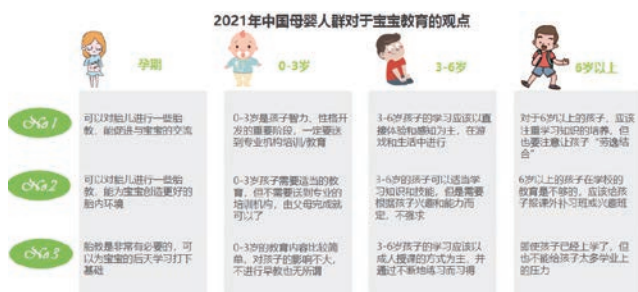 2021年中国母婴人群对于宝宝教育的观点
孕期
0-3岁
3-6岁
6岁以上
No1
可以对胎儿进行一些胎
教，能促进与宝宝的交流
0-3岁是孩子智力、性格开
发的重要阶段，一定要送
到专业机构培训/教育
3-6岁孩子的学习应该以直
接体验和感知为主，在游
戏和生活中进行
对于6岁以上的孩子，应该
注重学习知识的培养，但
也要注意让孩子“劳逸结
合”
No2
可以对胎儿进行一些胎
教，能为宝宝创造更好的
胎内环境
0-3岁孩子需要适当的教
育，但不需要送到专业的
培训机构，由父母完成就
可以了
3-6岁的孩子可以适当学
习知识和技能，但是需要
根据孩子兴趣和能力而
定，不强求
6岁以上的孩子在学校的
教育是不够的，应该给孩
子报课外补习班或兴趣班
No3
胎教是非常有必要的，可
以为宝宝的后天学习打下
基础
0-3岁的教育内容比较简
单，对孩子的影响不大，
不进行早教也无所谓
3-6岁孩子的学习应该以
成人授课的方式为主，并
通过不断地练习而习得
即使孩子已经上学了，但
也不能给孩子太多学业上
的压力